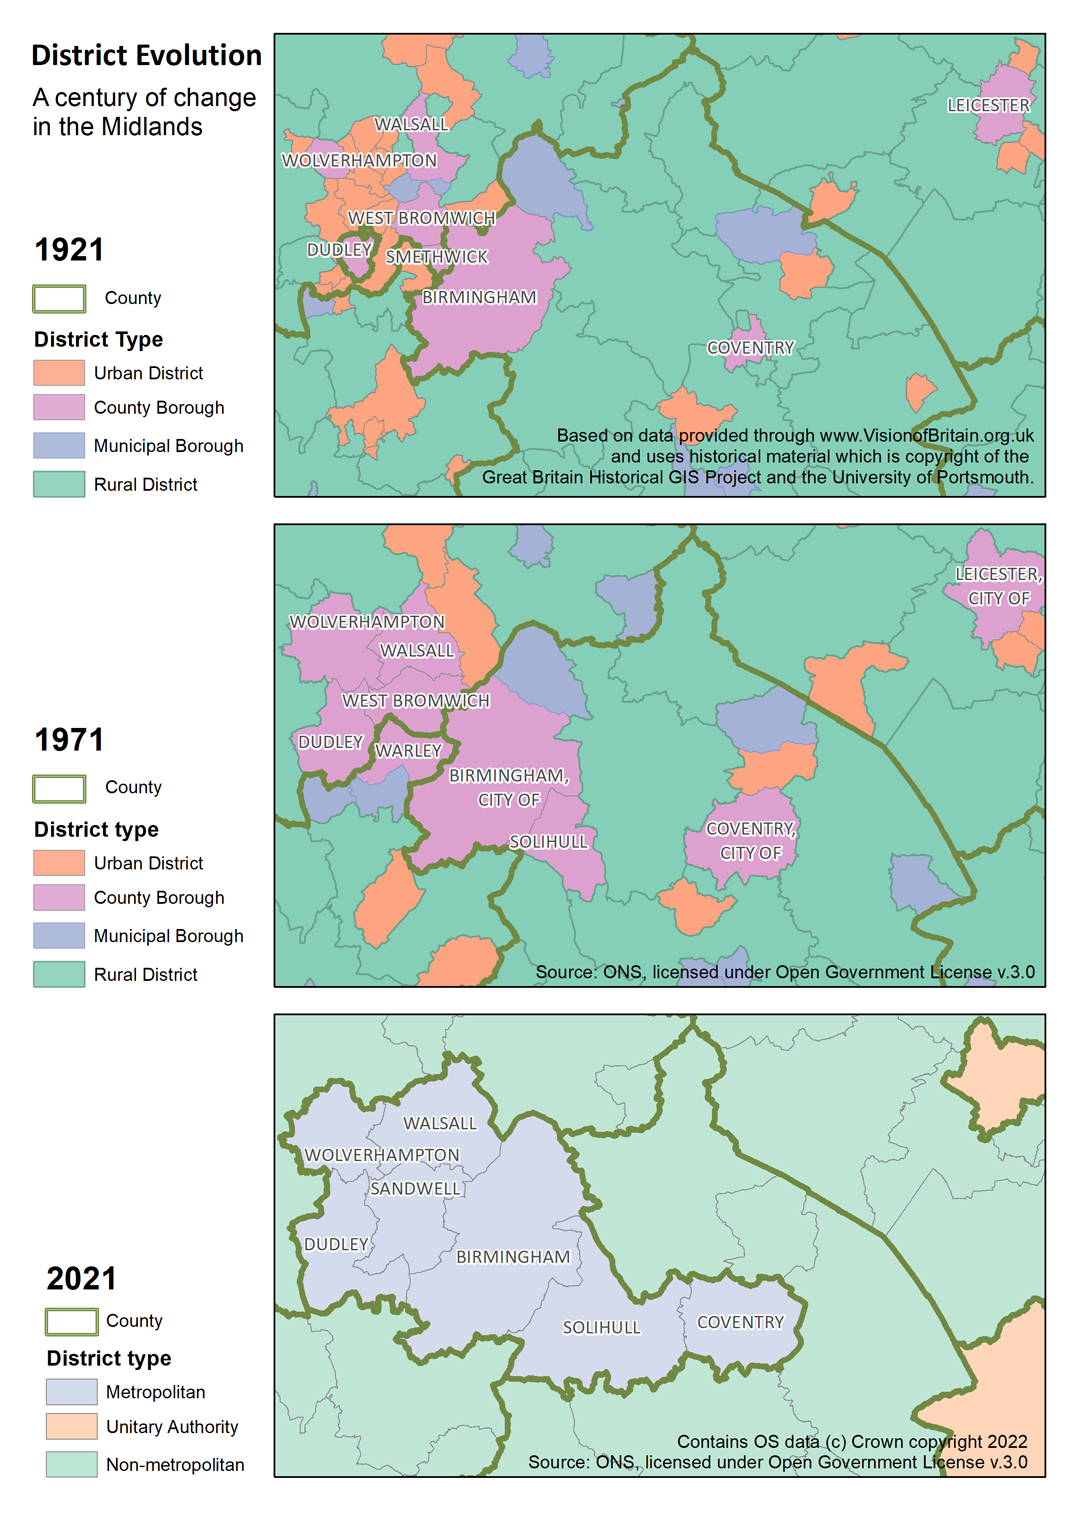 District Evolution
A century of change
in the Midlands
1921
County
District Type
Urban District
County Borough
Municipal Borough
Rural District
WALSALL
WOLVERHAMPTON
WEST BROMWICH
DUDLEY
SMETHWICK
BIRMINGHAM
COVENTRY
LEICESTER
Based on data provided through www.VisionofBritain.org.uk
and uses historical material which is copyright of the
Great Britain Historical GIS Project and the University of Portsmouth.
1971
County
District type
Urban District
County Borough
Municipal Borough
Rural District
LEICESTER,
CITY OF
WOLVERHAMPTON
WALSALL
WEST BROMWICH
DUDLEY
WARLEY
BIRMINGHAM,
CITY OF
SOLIHULL
COVENTRY,
CITY OF
Source: ONS, licensed under Open Government License v.3.0
2021
County
District type
Metropolitan
Unitary Authority
Non-metropolitan
WALSALL
WOLVERHAMPTON
SANDWELL
DUDLEY
BIRMINGHAM
SOLIHULL
COVENTRY
Contains OS data (c) Crown copyright 2022
Source: ONS, licensed under Open Government License v.3.0